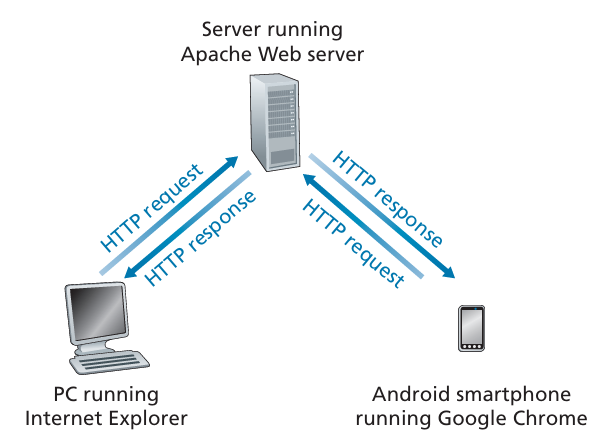 Server running
Apache Web server
HTTP request
HTTP response
HTTP response
HTTP request
PC running
Internet Explorer
Android smartphone
running Google Chrome